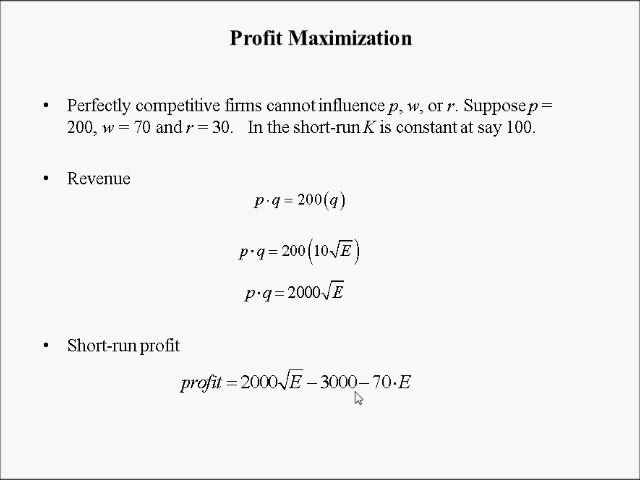 Profit Maximization
• Perfectly competitive firms cannot influence p, w, or r. Suppose p =
200, w = 70 and r = 30. In the short-run K is constant at say 100.
• Revenue
p·q = 200(q)
p·q = 200(10√E)
p·q = 2000√E
• Short-run profit
profit = 2000√E − 3000 − 70·E